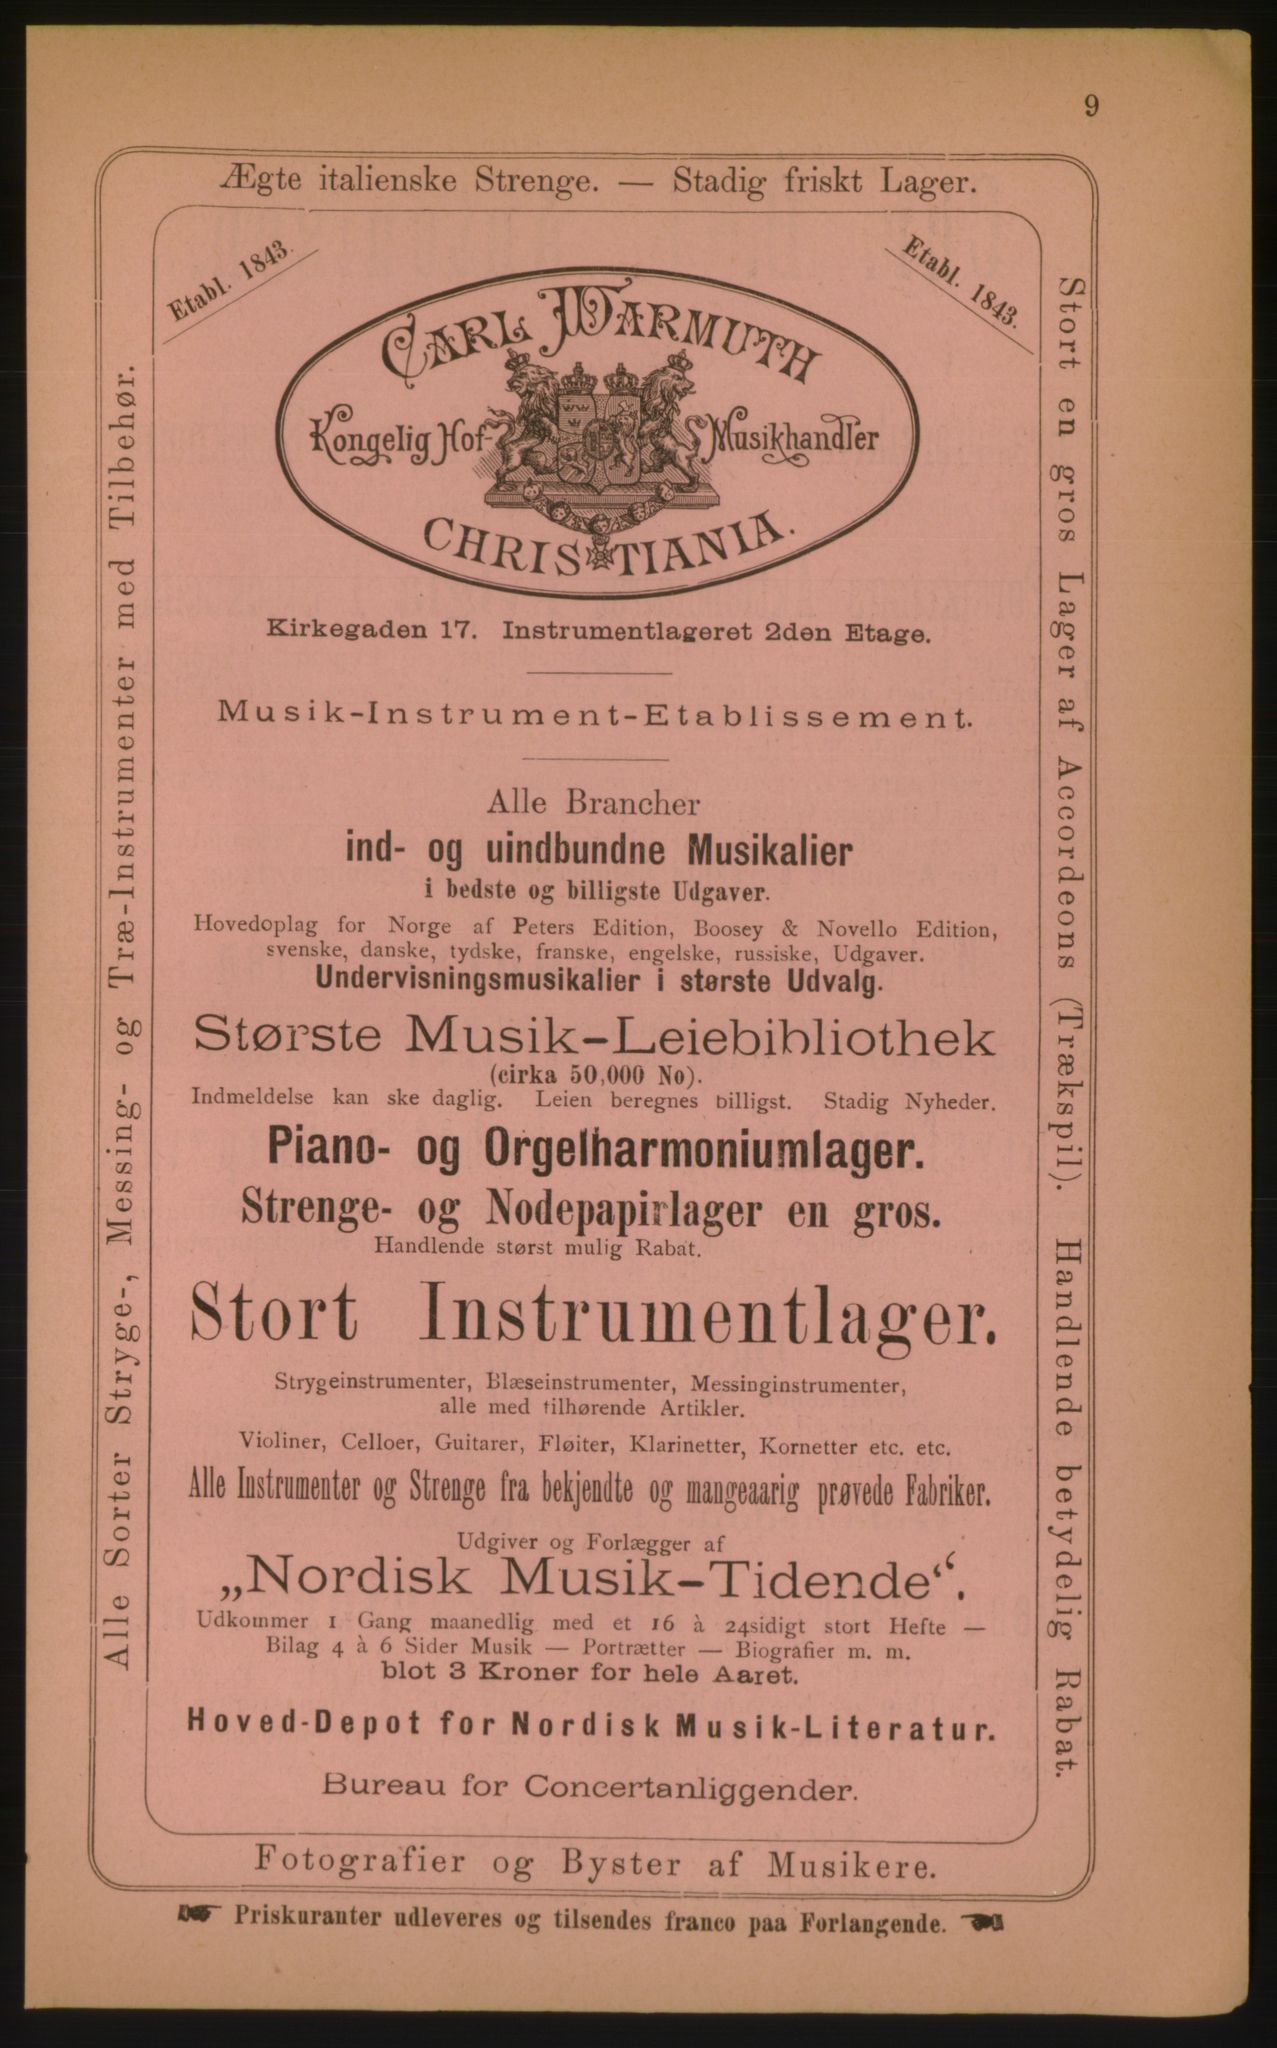 9
Ægte italienske Strenge. — Stadig friskt Lager.
Etabl. 1843.
Etabl. 1843.
CARL WARMUTH
Kongelig Hof-Musikhandler
CHRISTIANIA.
Kirkegaden 17. Instrumentlageret 2den Etage.
Musik-Instrument-Etablissement.
Alle Brancher
ind- og uindbundne Musikalier
i bedste og billigste Udgaver.
Hovedoplag for Norge af Peters Edition, Boosey & Novello Edition,
svenske, danske, tydske, franske, engelske, russiske, Udgaver.
Undervisningsmusikalier i største Udvalg.
Største Musik-Leiebibliothek
(cirka 50,000 No).
Indmeldelse kan ske daglig. Leien beregnes billigst. Stadig Nyheder.
Piano- og Orgelharmoniumlager.
Strenge- og Nodepapirlager en gros.
Handlende størst mulig Rabat.
Stort Instrumentlager.
Strygeinstrumenter, Blæseinstrumenter, Messinginstrumenter,
alle med tilhørende Artikler.
Violiner, Celloer, Guitarer, Fløiter, Klarinetter, Kornetter etc. etc.
Alle Instrumenter og Strenge fra bekjendte og mangeaarig prøvede Fabriker.
Udgiver og Forlægger af
„Nordisk Musik-Tidende“.
Udkommer 1 Gang maanedlig med et 16 à 24sidigt stort Hefte —
Bilag 4 à 6 Sider Musik — Portrætter — Biografier m. m.
blot 3 Kroner for hele Aaret.
Hoved-Depot for Nordisk Musik-Literatur.
Bureau for Concertanliggender.
Alle Sorter Stryge-, Messing- og Træ-Instrumenter med Tilbehør.
Stort en gros Lager af Accordeons (Trækspil). Handlende betydelig Rabat.
Fotografier og Byster af Musikere.
Priskuranter udleveres og tilsendes franco paa Forlangende.